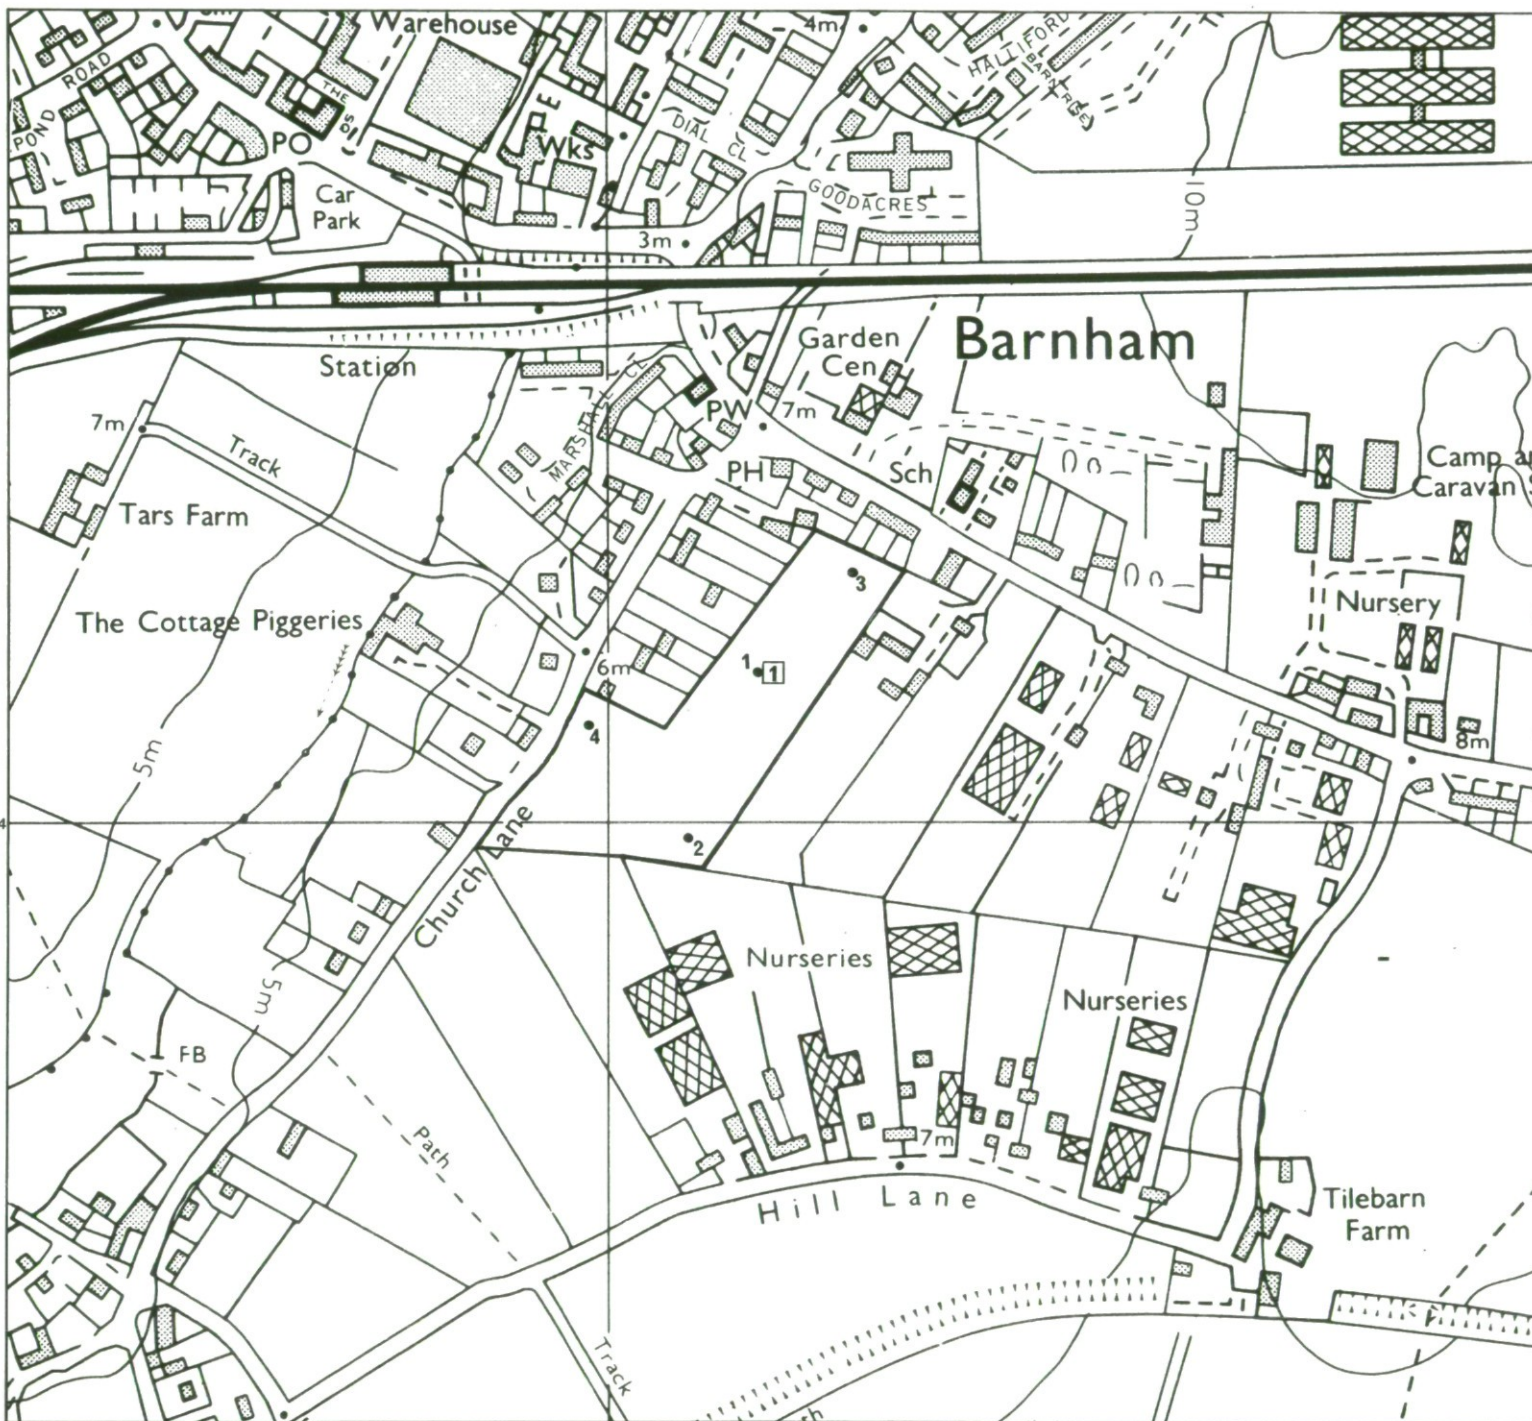 Warehouse
4m
HALLIFORD
POND ROAD
THE
PO
Wks
DIAL CL
Car
Park
GOODACRES
10m
3m
Station
Garden
Cen
Barnham
MARSHALL CL
PW
7m
7m
Track
PH
Sch
Camp
Caravan
Tars Farm
3
The Cottage Piggeries
Nursery
1
1
6m
4
5m
8m
Church Lane
2
4
Nurseries
Nurseries
5m
FB
Path
7m
Hill Lane
Tilebarn
Farm
Track